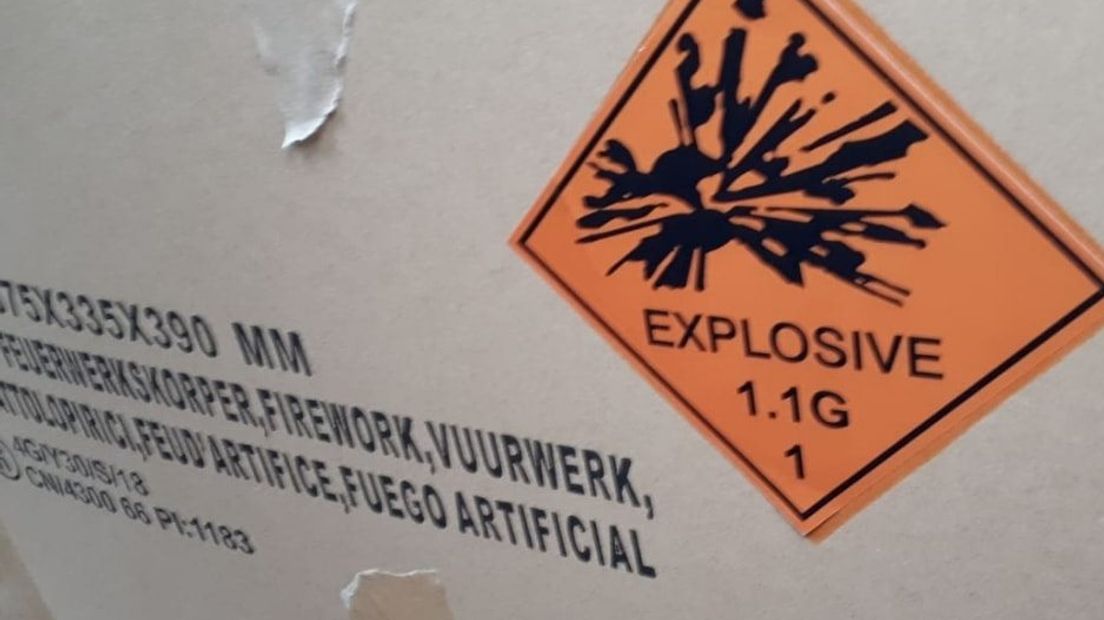 75X335X390 MM
FEUERWERKSKORPER,FIREWORK,VUURWERK,
ATTOLOPIRICI,FEUD'ARTIFICE,FUEGO ARTIFICIAL
4G/Y30/S/18
CN/4300 66 PI:1183
EXPLOSIVE
1.1G
1